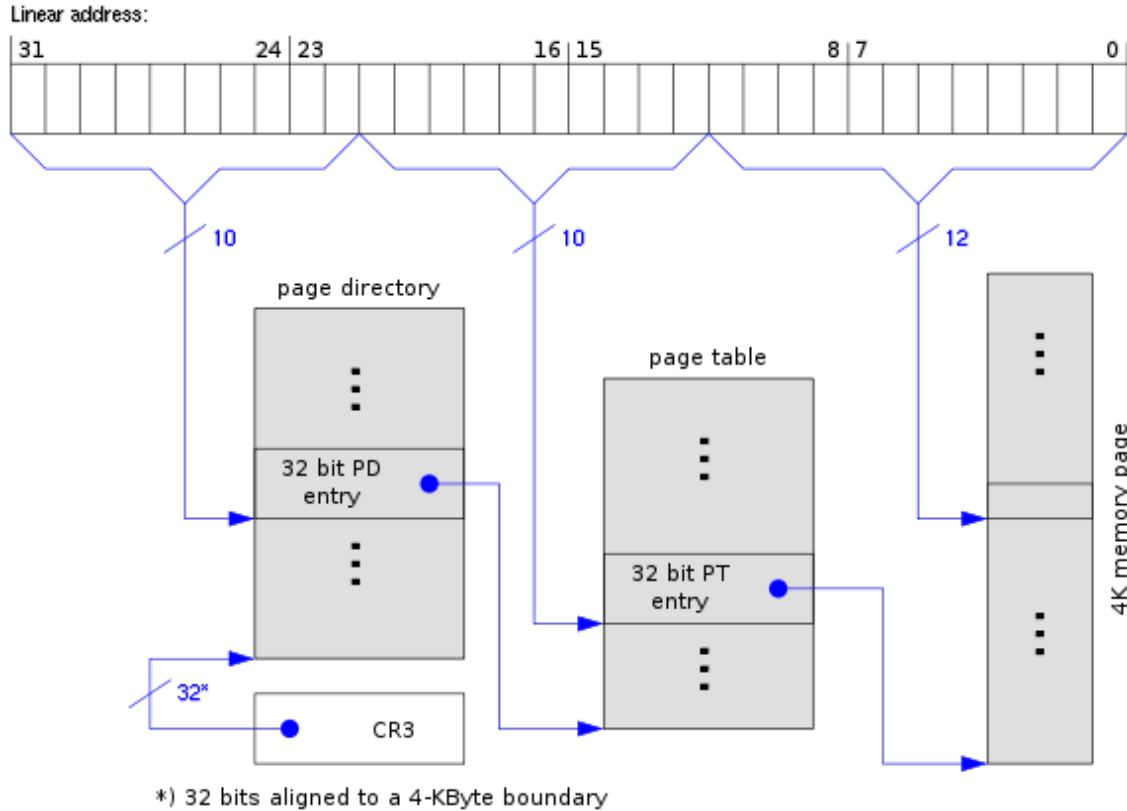 Linear address:
31 24 23 16 15 8 7 0
10 10 12
page directory
page table
32 bit PD
entry
32 bit PT
entry
4K memory page
32*
CR3
*) 32 bits aligned to a 4-KByte boundary